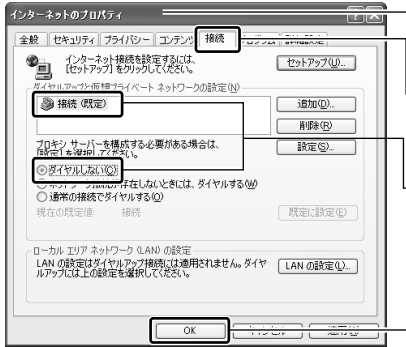 インターネットのプロパティ
全般 セキュリティ プライバシー コンテンツ 接続
インターネット接続を設定するには、
[セットアップ] をクリックしてください。
セットアップ(U)...
ダイヤルアップと仮想プライベート ネットワークの設定(N)
接続 (既定)
追加(D)...
削除(R)
プロキシ サーバーを構成する必要がある場合は、
[設定] を選択してください。
設定(S)...
ダイヤルしない(C)
ネットワーク接続が存在しないときには、ダイヤルする(W)
通常の接続でダイヤルする(O)
現在の既定値: 接続
既定に設定(E)
ローカル エリア ネットワーク (LAN) の設定
LAN の設定はダイヤルアップ接続には適用されません。ダイヤ
ルアップには上の設定を選択してください。
LAN の設定(L)...
OK